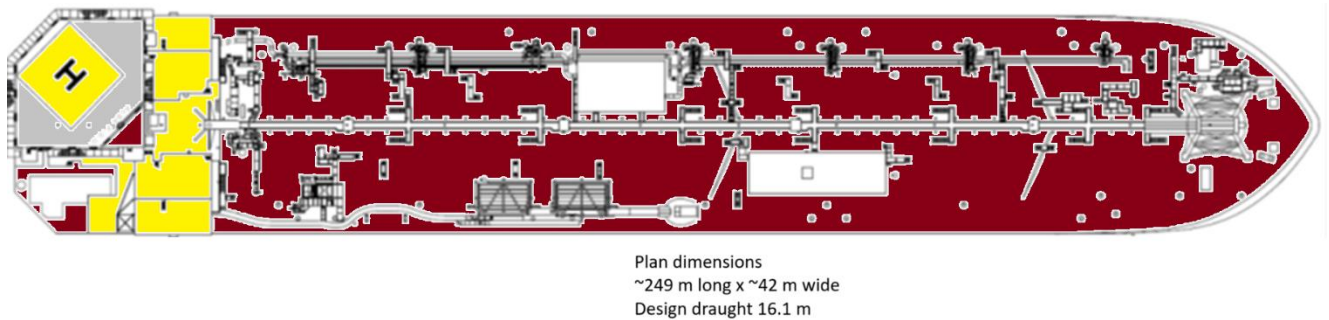 H
Plan dimensions
~249 m long x ~42 m wide
Design draught 16.1 m